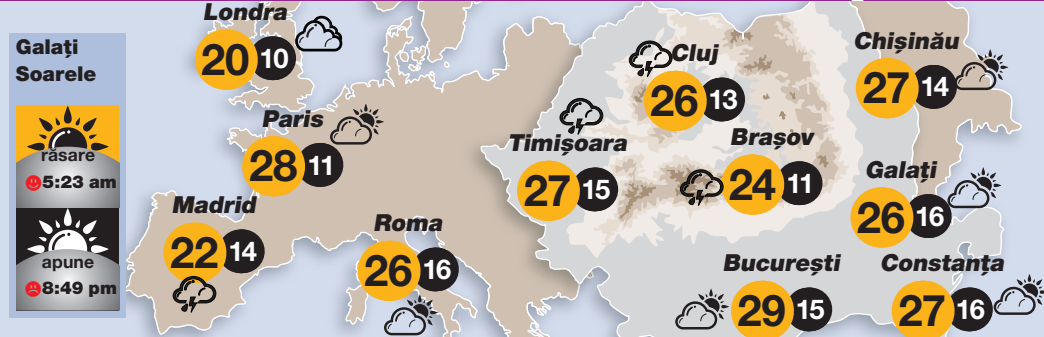 Galați
Soarele
răsare
5:23 am
apune
8:49 pm
Londra
20 10
Paris
28 11
Madrid
22 14
Roma
26 16
Cluj
26 13
Timișoara
27 15
Brașov
24 11
București
29 15
Chișinău
27 14
Galați
26 16
Constanța
27 16